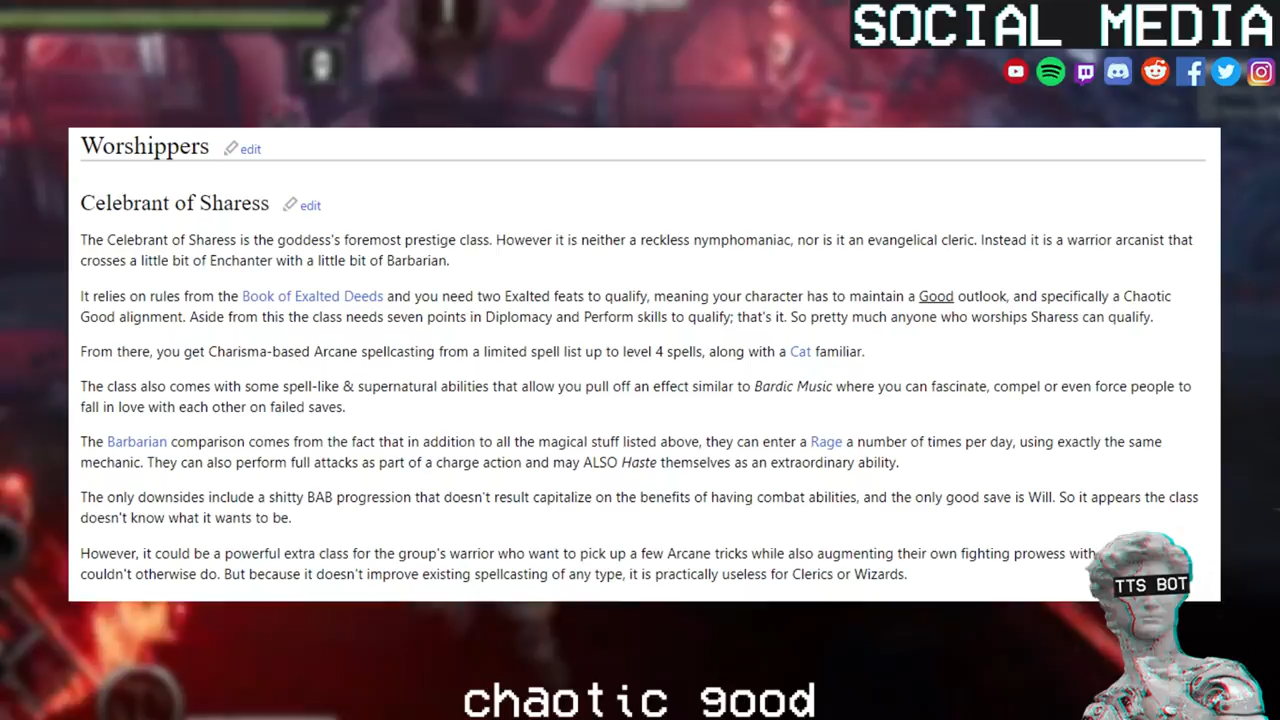 SOCIAL MEDIA
Worshippers edit
Celebrant of Sharess edit
The Celebrant of Sharess is the goddess's foremost prestige class. However it is neither a reckless nymphomaniac, nor is it an evangelical cleric. Instead it is a warrior arcanist that
crosses a little bit of Enchanter with a little bit of Barbarian.
It relies on rules from the Book of Exalted Deeds and you need two Exalted feats to qualify, meaning your character has to maintain a Good outlook, and specifically a Chaotic
Good alignment. Aside from this the class needs seven points in Diplomacy and Perform skills to qualify; that's it. So pretty much anyone who worships Sharess can qualify.
From there, you get Charisma-based Arcane spellcasting from a limited spell list up to level 4 spells, along with a Cat familiar.
The class also comes with some spell-like & supernatural abilities that allow you pull off an effect similar to Bardic Music where you can fascinate, compel or even force people to
fall in love with each other on failed saves.
The Barbarian comparison comes from the fact that in addition to all the magical stuff listed above, they can enter a Rage a number of times per day, using exactly the same
mechanic. They can also perform full attacks as part of a charge action and may ALSO Haste themselves as an extraordinary ability.
The only downsides include a shitty BAB progression that doesn't result capitalize on the benefits of having combat abilities, and the only good save is Will. So it appears the class
doesn't know what it wants to be.
However, it could be a powerful extra class for the group's warrior who want to pick up a few Arcane tricks while also augmenting their own fighting prowess with
couldn't otherwise do. But because it doesn't improve existing spellcasting of any type, it is practically useless for Clerics or Wizards.
TTS BOT
chaotic good